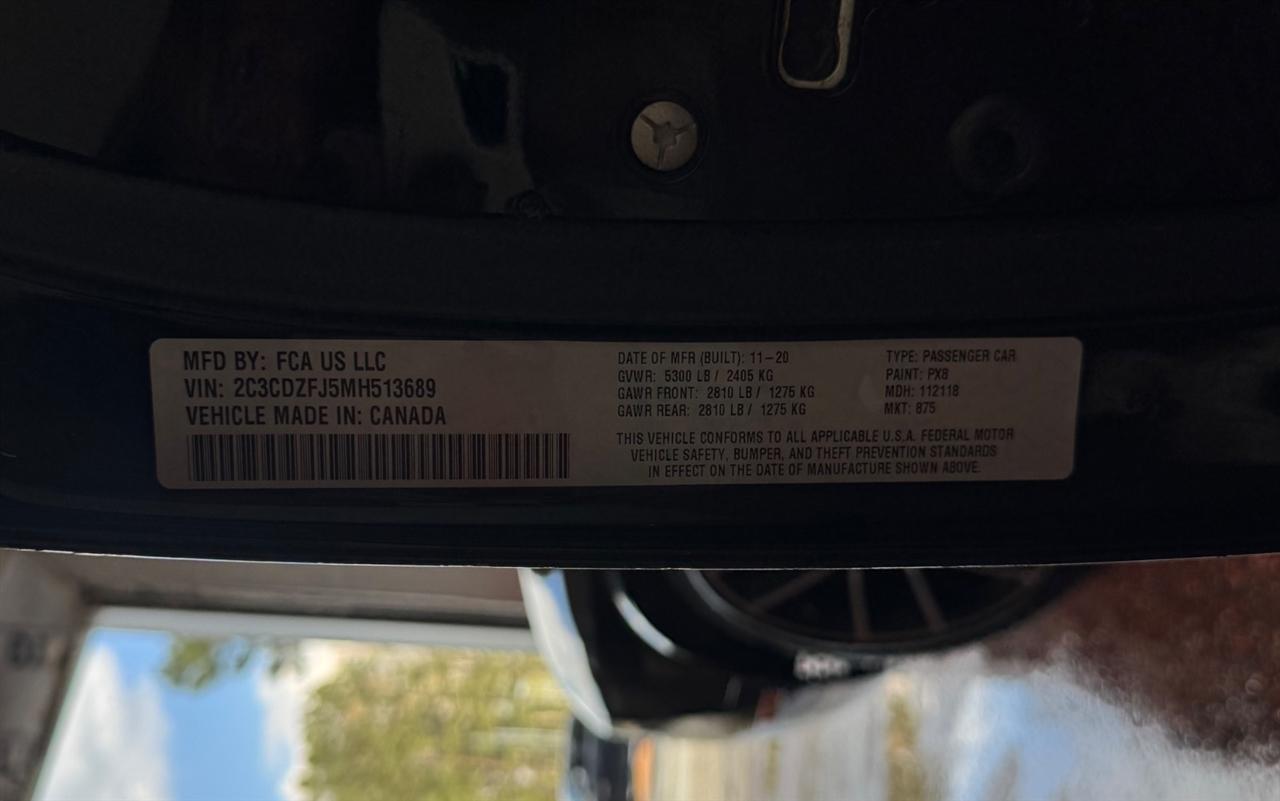 MFD BY: FCA US LLC
VIN: 2C3CDZFJ5MH513689
VEHICLE MADE IN: CANADA
DATE OF MFR (BUILT): 11-20
GVWR: 5300 LB / 2405 KG
GAWR FRONT: 2810 LB / 1275 KG
GAWR REAR: 2810 LB / 1275 KG
TYPE: PASSENGER CAR
PAINT: PX8
MDH: 112118
MKT: 875
THIS VEHICLE CONFORMS TO ALL APPLICABLE U.S.A. FEDERAL MOTOR
VEHICLE SAFETY, BUMPER, AND THEFT PREVENTION STANDARDS
IN EFFECT ON THE DATE OF MANUFACTURE SHOWN ABOVE.